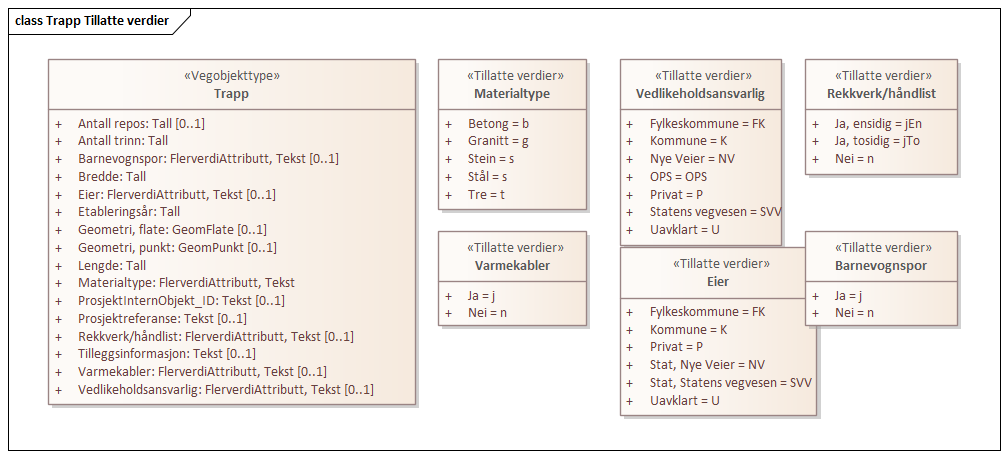 class Trapp Tillatte verdier
«Vegobjekttype»
Trapp
+ Antall repos: Tall [0..1]
+ Antall trinn: Tall
+ Barnevognspor: FlerverdiAttributt, Tekst [0..1]
+ Bredde: Tall
+ Eier: FlerverdiAttributt, Tekst [0..1]
+ Etableringsår: Tall
+ Geometri, flate: GeomFlate [0..1]
+ Geometri, punkt: GeomPunkt [0..1]
+ Lengde: Tall
+ Materialtype: FlerverdiAttributt, Tekst
+ ProsjektInternObjekt_ID: Tekst [0..1]
+ Prosjektreferanse: Tekst [0..1]
+ Rekkverk/håndlist: FlerverdiAttributt, Tekst [0..1]
+ Tilleggsinformasjon: Tekst [0..1]
+ Varmekabler: FlerverdiAttributt, Tekst [0..1]
+ Vedlikeholdsansvarlig: FlerverdiAttributt, Tekst [0..1]
«Tillatte verdier»
Materialtype
+ Betong = b
+ Granitt = g
+ Stein = s
+ Stål = s
+ Tre = t
«Tillatte verdier»
Varmekabler
+ Ja = j
+ Nei = n
«Tillatte verdier»
Vedlikeholdsansvarlig
+ Fylkeskommune = FK
+ Kommune = K
+ Nye Veier = NV
+ OPS = OPS
+ Privat = P
+ Statens vegvesen = SVV
+ Uavklart = U
«Tillatte verdier»
Eier
+ Fylkeskommune = FK
+ Kommune = K
+ Privat = P
+ Stat, Nye Veier = NV
+ Stat, Statens vegvesen = SVV
+ Uavklart = U
«Tillatte verdier»
Rekkverk/håndlist
+ Ja, ensidig = jEn
+ Ja, tosidig = jTo
+ Nei = n
«Tillatte verdier»
Barnevognspor
+ Ja = j
+ Nei = n